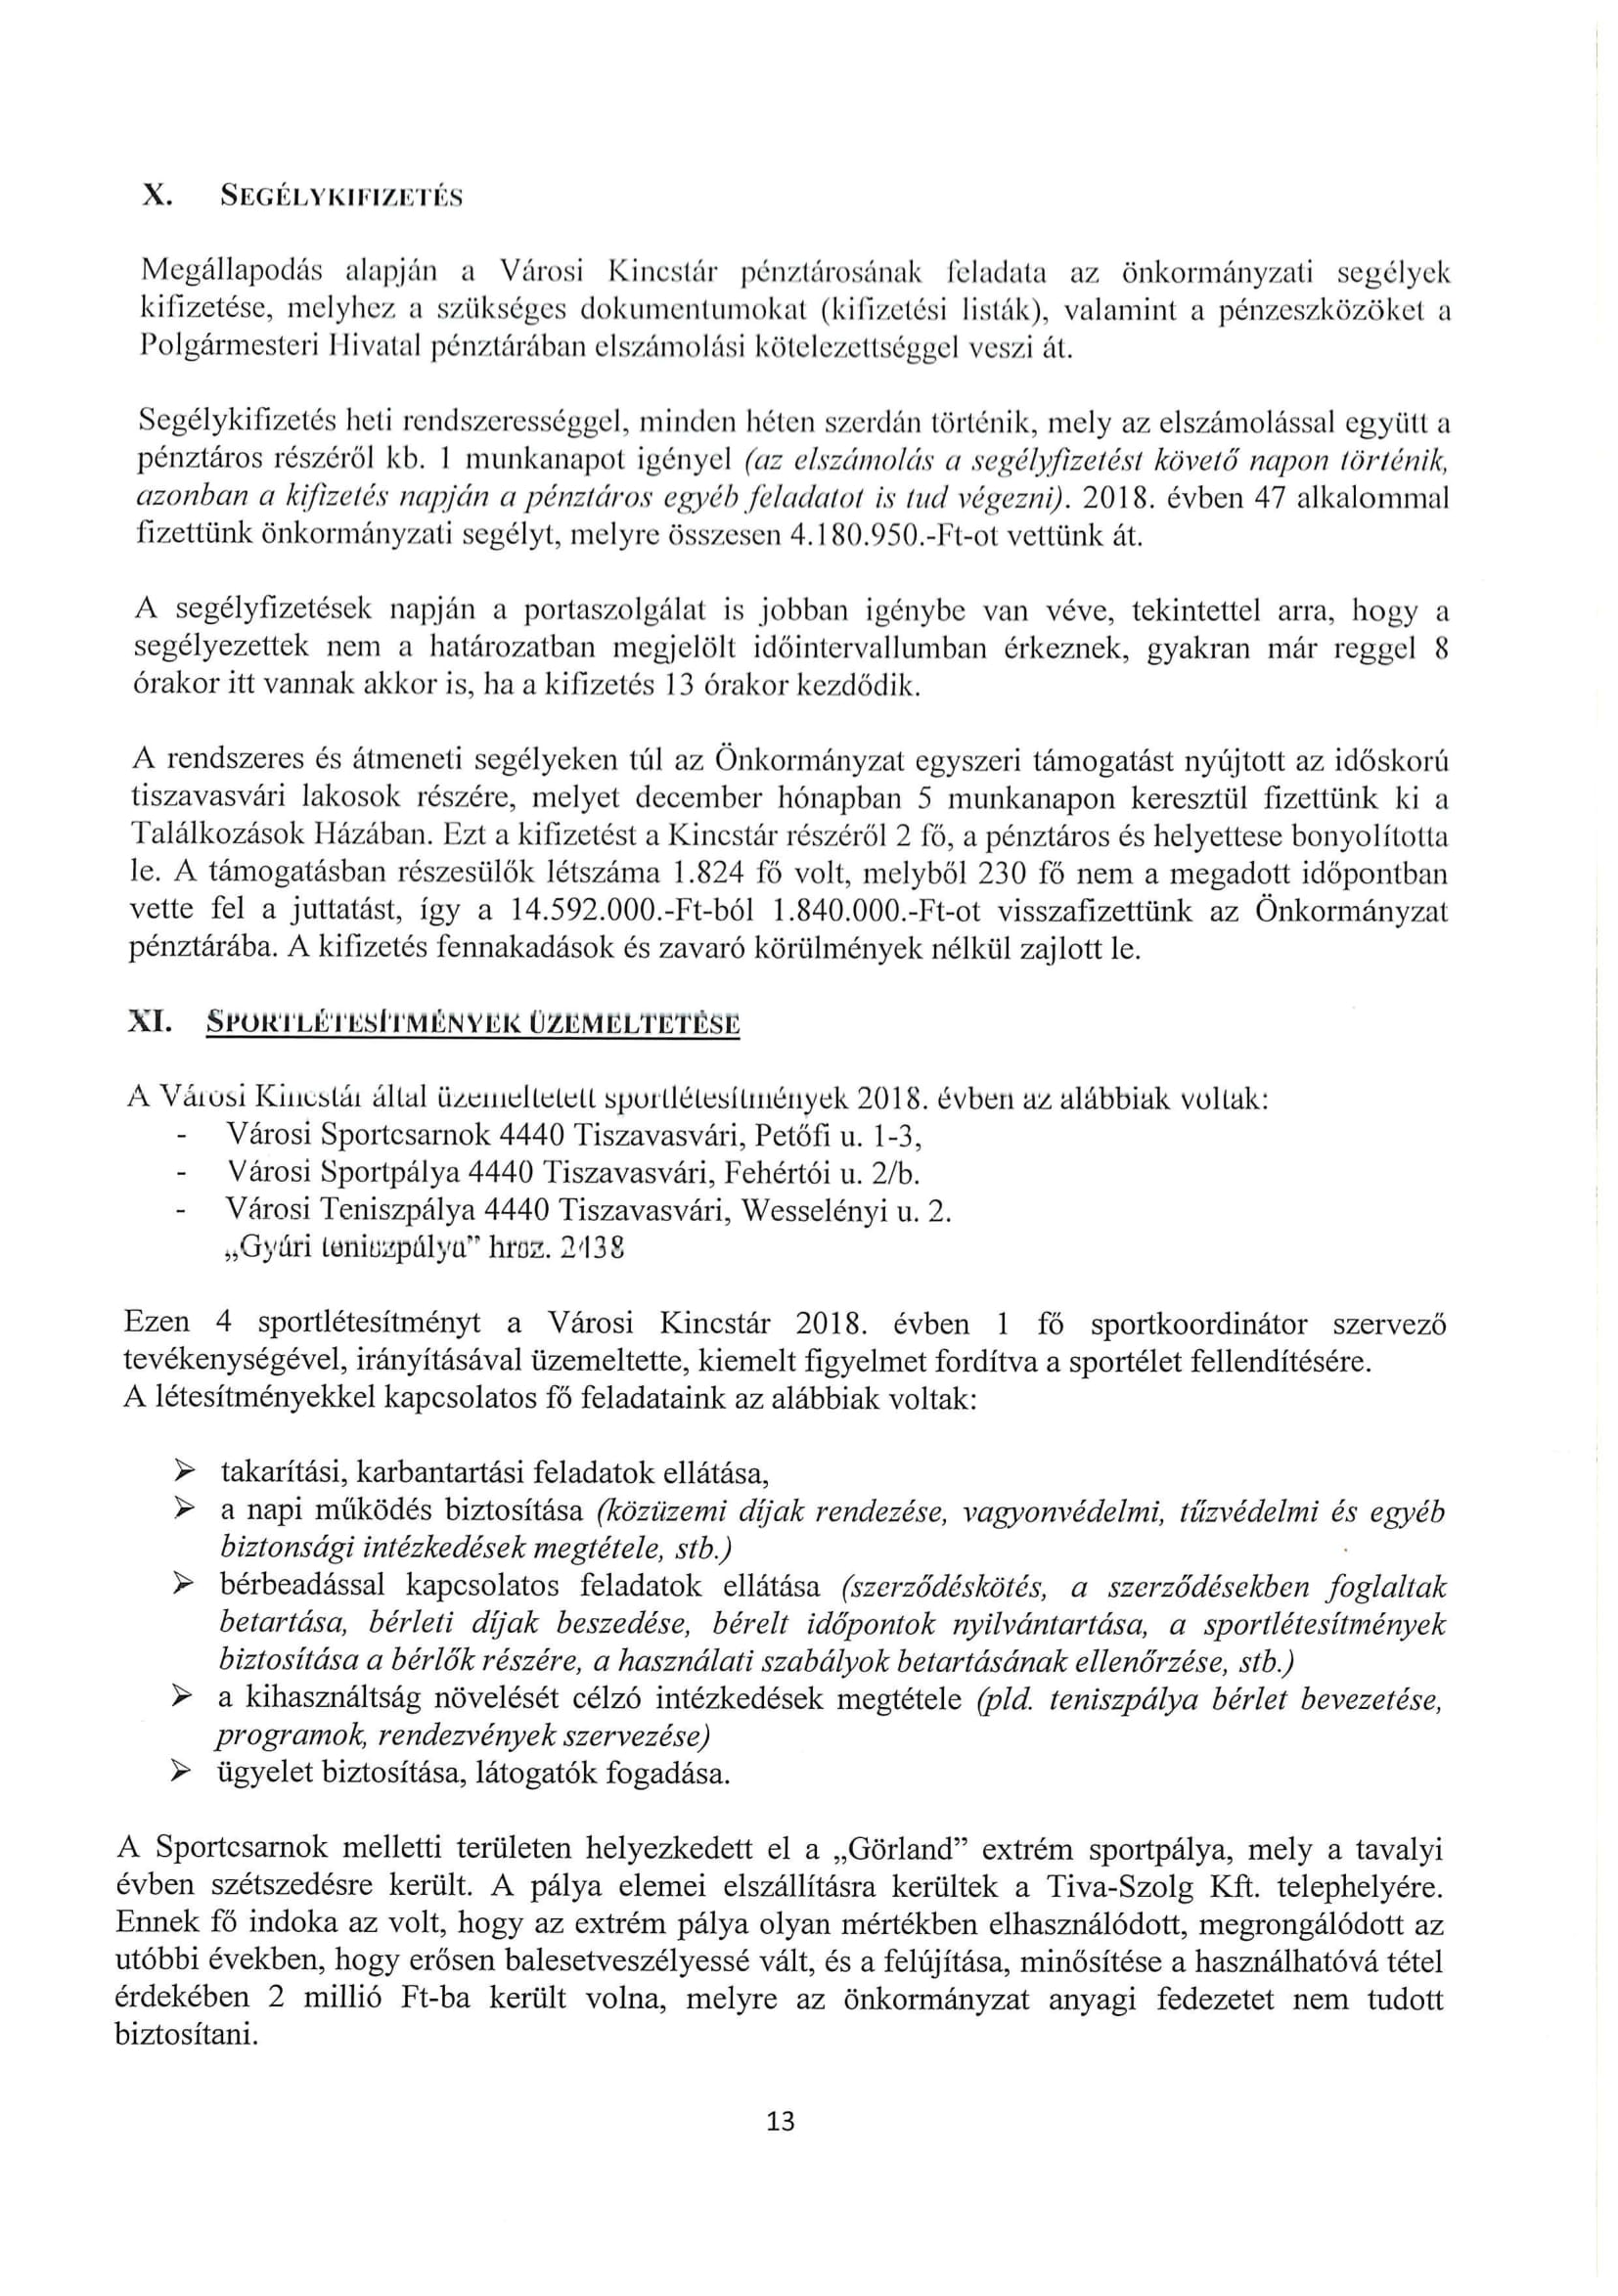 X. SEGÉLYKIFIZETÉS
Megállapodás alapján a Városi Kincstár pénztárosának feladata az önkormányzati segélyek
kifizetése, melyhez a szükséges dokumentumokat (kifizetési listák), valamint a pénzeszközöket a
Polgármesteri Hivatal pénztárában elszámolási kötelezettséggel veszi át.
Segélykifizetés heti rendszerességgel, minden héten szerdán történik, mely az elszámolással együtt a
pénztáros részéről kb. 1 munkanapot igényel (az elszámolás a segélyfizetést követő napon történik,
azonban a kifizetés napján a pénztáros egyéb feladatot is tud végezni). 2018. évben 47 alkalommal
fizettünk önkormányzati segélyt, melyre összesen 4.180.950.-Ft-ot vettünk át.
A segélyfizetések napján a portaszolgálat is jobban igénybe van véve, tekintettel arra, hogy a
segélyezettek nem a határozatban megjelölt időintervallumban érkeznek, gyakran már reggel 8
órakor itt vannak akkor is, ha a kifizetés 13 órakor kezdődik.
A rendszeres és átmeneti segélyeken túl az Önkormányzat egyszeri támogatást nyújtott az időskorú
tiszavasvári lakosok részére, melyet december hónapban 5 munkanapon keresztül fizettünk ki a
Találkozások Házában. Ezt a kifizetést a Kincstár részéről 2 fő, a pénztáros és helyettese bonyolította
le. A támogatásban részesülők létszáma 1.824 fő volt, melyből 230 fő nem a megadott időpontban
vette fel a juttatást, így a 14.592.000.-Ft-ból 1.840.000.-Ft-ot visszafizettünk az Önkormányzat
pénztárába. A kifizetés fennakadások és zavaró körülmények nélkül zajlott le.
XI. SPORTLÉTESÍTMÉNYEK ÜZEMELTETÉSE
A Városi Kincstár által üzemeltetett sportlétesítmények 2018. évben az alábbiak voltak:
- Városi Sportcsarnok 4440 Tiszavasvári, Petőfi u. 1-3,
- Városi Sportpálya 4440 Tiszavasvári, Fehértói u. 2/b.
- Városi Teniszpálya 4440 Tiszavasvári, Wesselényi u. 2.
„Gyári teniszpálya” hrsz. 2438
Ezen 4 sportlétesítményt a Városi Kincstár 2018. évben 1 fő sportkoordinátor szervező
tevékenységével, irányításával üzemeltette, kiemelt figyelmet fordítva a sportélet fellendítésére.
A létesítményekkel kapcsolatos fő feladataink az alábbiak voltak:
➢ takarítási, karbantartási feladatok ellátása,
➢ a napi működés biztosítása (közüzemi díjak rendezése, vagyonvédelmi, tűzvédelmi és egyéb
biztonsági intézkedések megtétele, stb.)
➢ bérbeadással kapcsolatos feladatok ellátása (szerződéskötés, a szerződésekben foglaltak
betartása, bérleti díjak beszedése, bérelt időpontok nyilvántartása, a sportlétesítmények
biztosítása a bérlők részére, a használati szabályok betartásának ellenőrzése, stb.)
➢ a kihasználtság növelését célzó intézkedések megtétele (pld. teniszpálya bérlet bevezetése,
programok, rendezvények szervezése)
➢ ügyelet biztosítása, látogatók fogadása.
A Sportcsarnok melletti területen helyezkedett el a „Görland” extrém sportpálya, mely a tavalyi
évben szétszedésre került. A pálya elemei elszállításra kerültek a Tiva-Szolg Kft. telephelyére.
Ennek fő indoka az volt, hogy az extrém pálya olyan mértékben elhasználódott, megrongálódott az
utóbbi években, hogy erősen balesetveszélyessé vált, és a felújítása, minősítése a használhatóvá tétel
érdekében 2 millió Ft-ba került volna, melyre az önkormányzat anyagi fedezetet nem tudott
biztosítani.
13